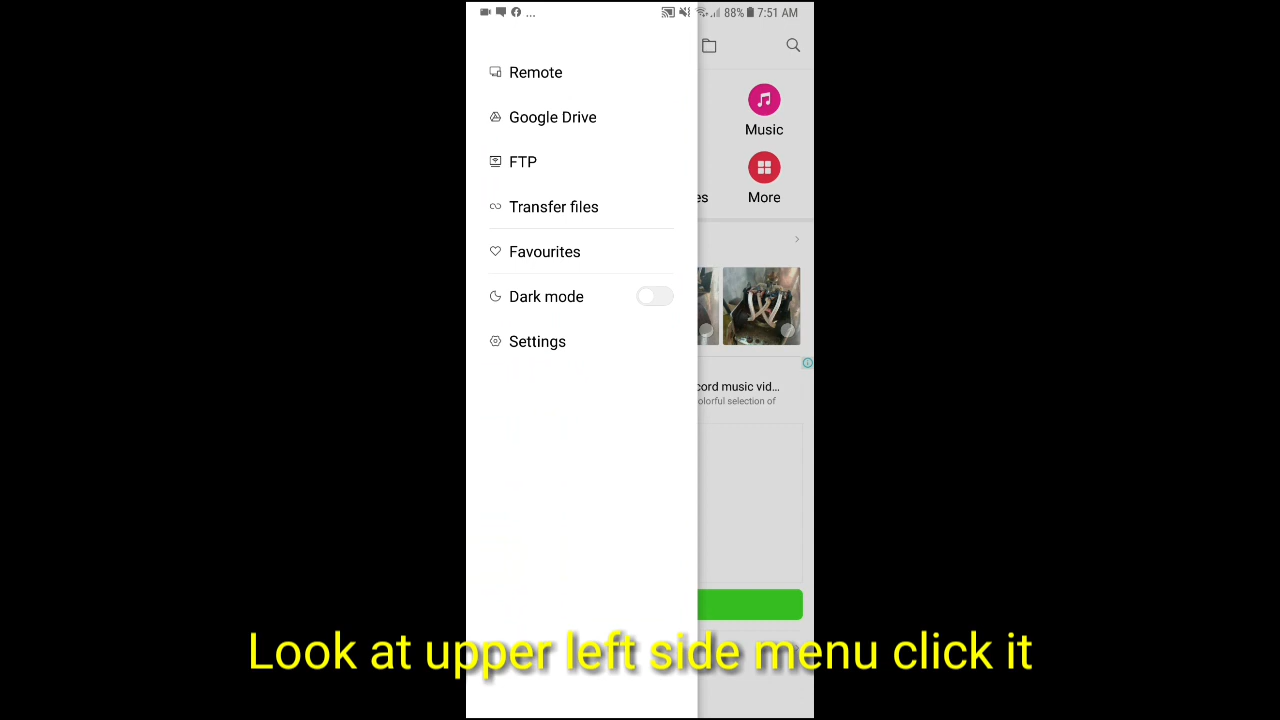 ... 88% 7:51 AM
Remote
Google Drive
FTP
Transfer files
Favourites
Dark mode
Settings
Music
es
More
cord music vid...
olorful selection of
Look at upper left side menu click it